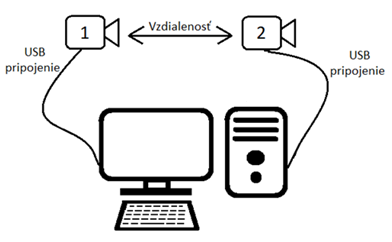 1
Vzdialenosť
2
USB
pripojenie
USB
pripojenie